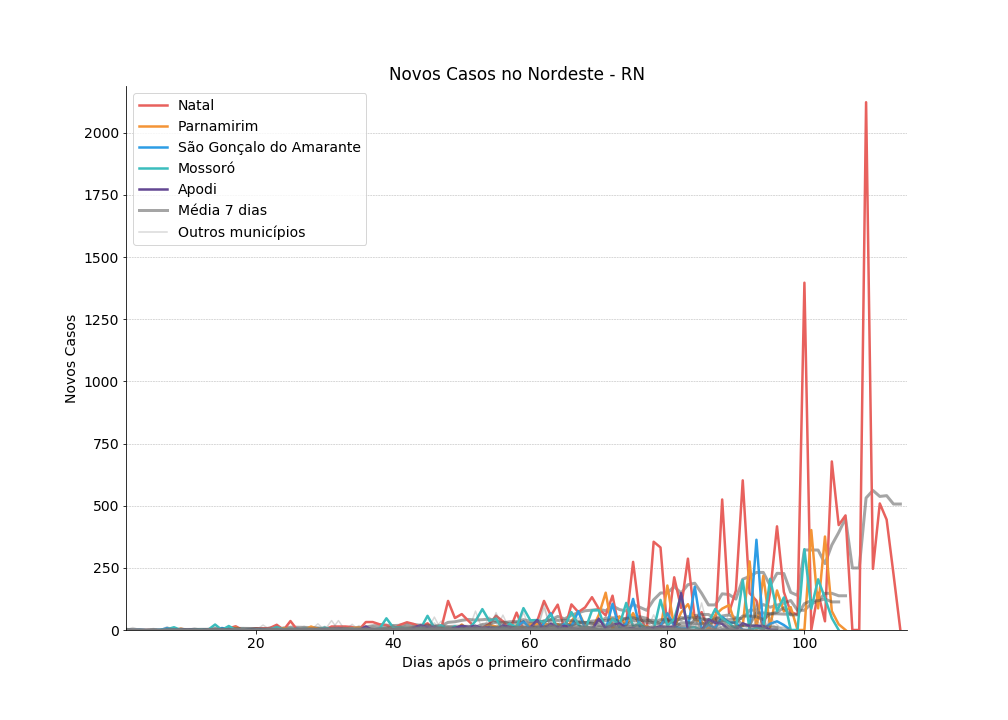 Novos Casos no Nordeste - RN
Natal
Parnamirim
São Gonçalo do Amarante
Mossoró
Apodi
Média 7 dias
Outros municípios
2000
1750
1500
1250
1000
750
500
250
0
Novos Casos
20
40
60
80
100
Dias após o primeiro confirmado